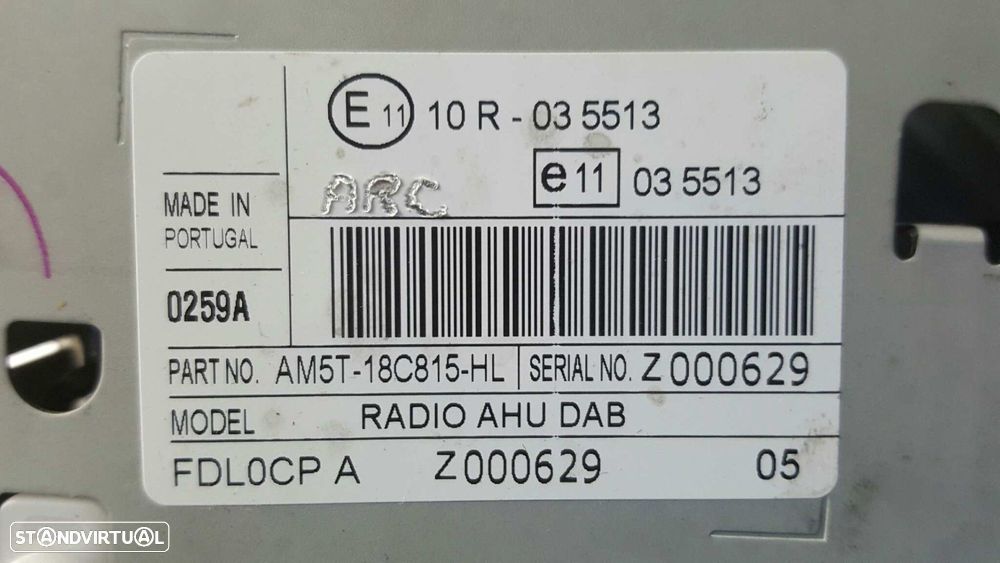 E 11 10 R - 03 5513
e 11 03 5513
ARC
MADE IN
PORTUGAL
0259A
PART NO. AM5T-18C815-HL SERIAL NO. Z000629
MODEL RADIO AHU DAB
FDL0CP A Z000629 05
STANDVIRTUAL